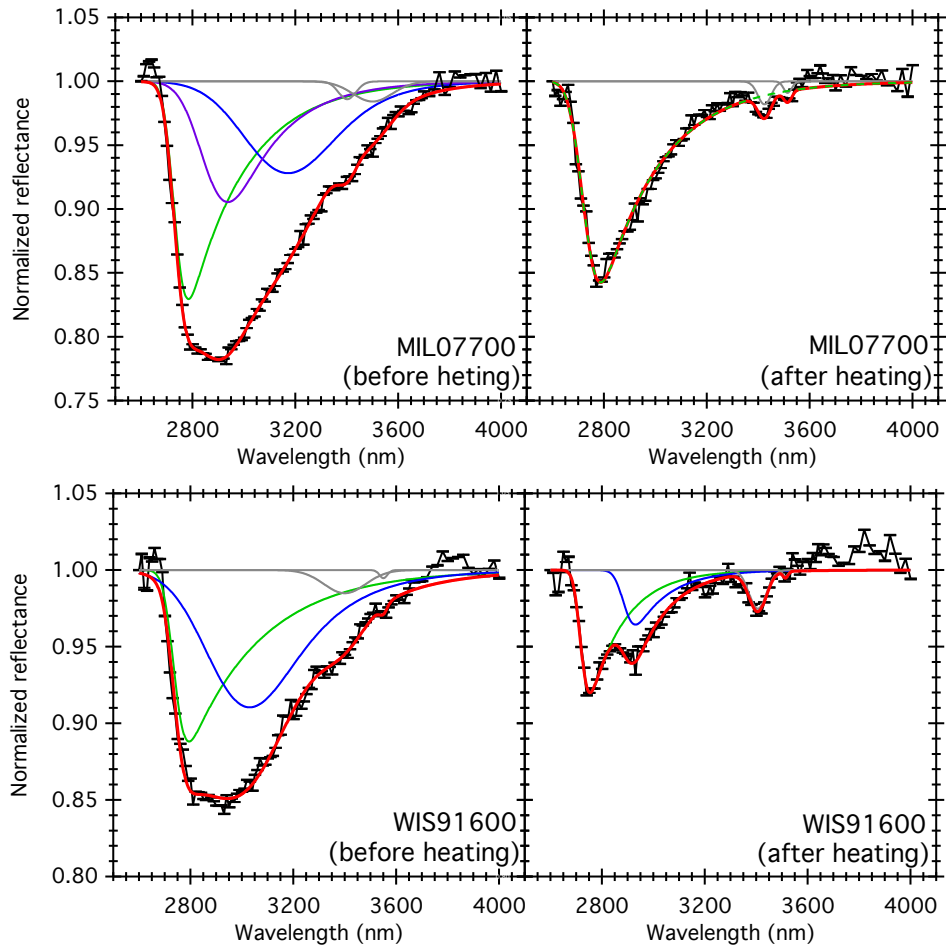 1.05
1.00
0.95
0.90
0.85
0.80
0.75
Normalized reflectance
MIL07700
(before heting)
2800 3200 3600 4000
Wavelength (nm)
MIL07700
(after heating)
2800 3200 3600 4000
Wavelength (nm)
1.05
1.00
0.95
0.90
0.85
0.80
Normalized reflectance
WIS91600
(before heating)
2800 3200 3600 4000
Wavelength (nm)
WIS91600
(after heating)
2800 3200 3600 4000
Wavelength (nm)